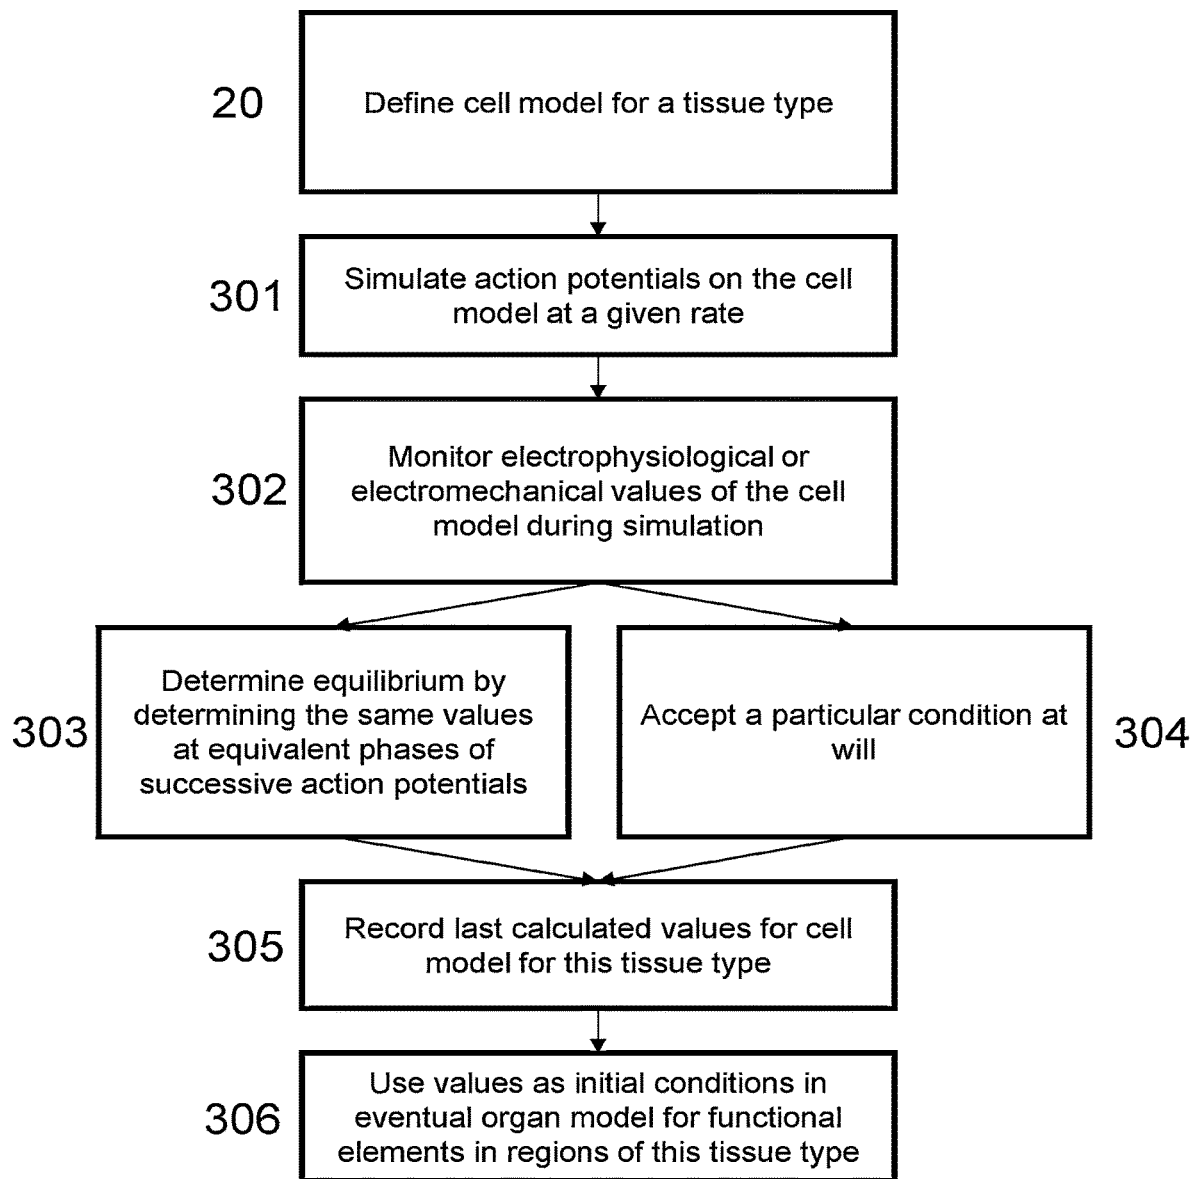 20
Define cell model for a tissue type
301
Simulate action potentials on the cell
model at a given rate
302
Monitor electrophysiological or
electromechanical values of the cell
model during simulation
303
Determine equilibrium by
determining the same values
at equivalent phases of
successive action potentials
Accept a particular condition at
will
304
305
Record last calculated values for cell
model for this tissue type
306
Use values as initial conditions in
eventual organ model for functional
elements in regions of this tissue type